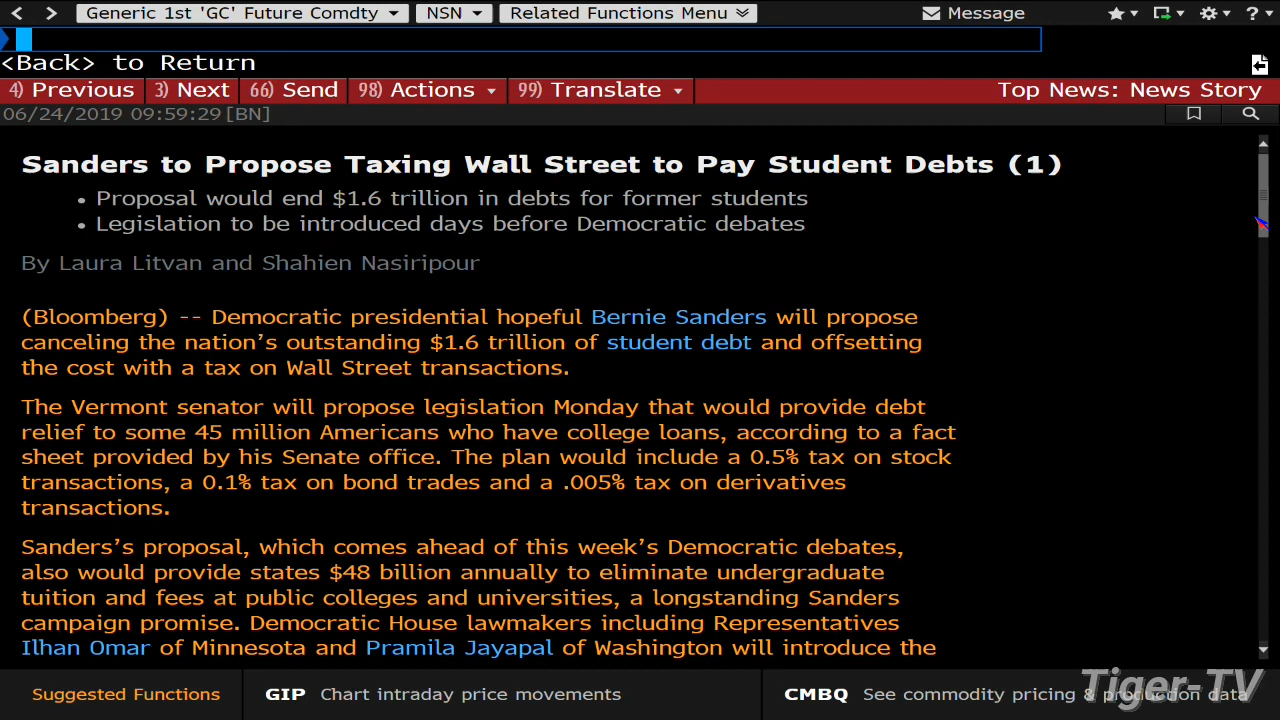 Generic 1st 'GC' Future Comdty NSN Related Functions Menu Message ?
<Back> to Return
4) Previous 3) Next 66) Send 98) Actions 99) Translate Top News: News Story
06/24/2019 09:59:29 [BN]
Sanders to Propose Taxing Wall Street to Pay Student Debts (1)
• Proposal would end $1.6 trillion in debts for former students
• Legislation to be introduced days before Democratic debates
By Laura Litvan and Shahien Nasiripour
(Bloomberg) -- Democratic presidential hopeful Bernie Sanders will propose
canceling the nation's outstanding $1.6 trillion of student debt and offsetting
the cost with a tax on Wall Street transactions.
The Vermont senator will propose legislation Monday that would provide debt
relief to some 45 million Americans who have college loans, according to a fact
sheet provided by his Senate office. The plan would include a 0.5% tax on stock
transactions, a 0.1% tax on bond trades and a .005% tax on derivatives
transactions.
Sanders's proposal, which comes ahead of this week's Democratic debates,
also would provide states $48 billion annually to eliminate undergraduate
tuition and fees at public colleges and universities, a longstanding Sanders
campaign promise. Democratic House lawmakers including Representatives
Ilhan Omar of Minnesota and Pramila Jayapal of Washington will introduce the
Suggested Functions GIP Chart intraday price movements CMBQ See commodity pricing & production data
Tiger-TV